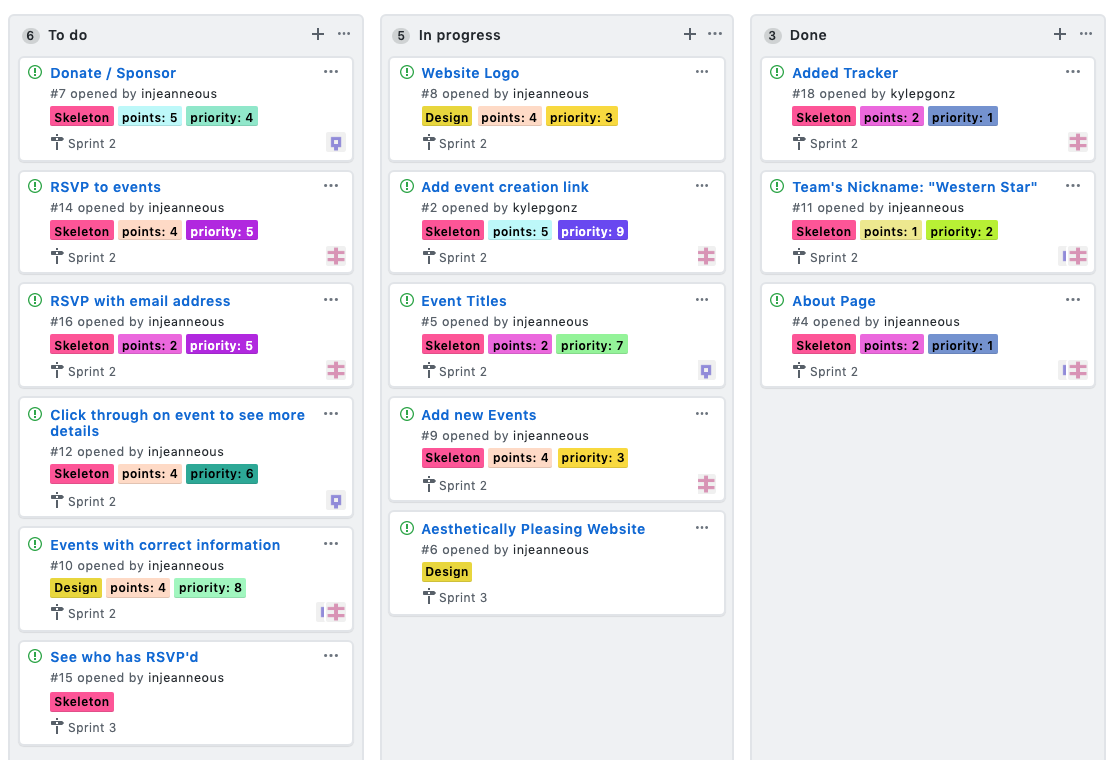 6 To do
Donate / Sponsor
#7 opened by injeanneous
Skeleton points: 5 priority: 4
Sprint 2
RSVP to events
#14 opened by injeanneous
Skeleton points: 4 priority: 5
Sprint 2
RSVP with email address
#16 opened by injeanneous
Skeleton points: 2 priority: 5
Sprint 2
Click through on event to see more
details
#12 opened by injeanneous
Skeleton points: 4 priority: 6
Sprint 2
Events with correct information
#10 opened by injeanneous
Design points: 4 priority: 8
Sprint 2
See who has RSVP'd
#15 opened by injeanneous
Skeleton
Sprint 3
5 In progress
Website Logo
#8 opened by injeanneous
Design points: 4 priority: 3
Sprint 2
Add event creation link
#2 opened by kylepgonz
Skeleton points: 5 priority: 9
Sprint 2
Event Titles
#5 opened by injeanneous
Skeleton points: 2 priority: 7
Sprint 2
Add new Events
#9 opened by injeanneous
Skeleton points: 4 priority: 3
Sprint 2
Aesthetically Pleasing Website
#6 opened by injeanneous
Design
Sprint 3
3 Done
Added Tracker
#18 opened by kylepgonz
Skeleton points: 2 priority: 1
Sprint 2
Team's Nickname: "Western Star"
#11 opened by injeanneous
Skeleton points: 1 priority: 2
Sprint 2
About Page
#4 opened by injeanneous
Skeleton points: 2 priority: 1
Sprint 2